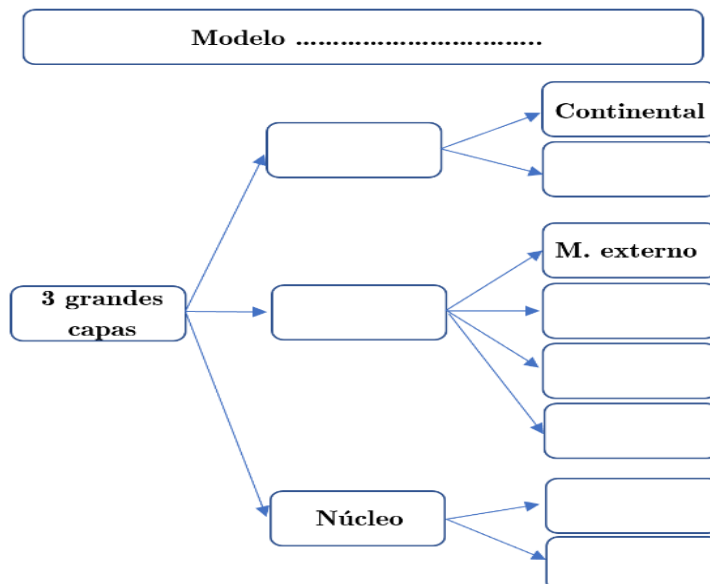 Modelo ..................................
Continental
M. externo
3 grandes
capas
Núcleo